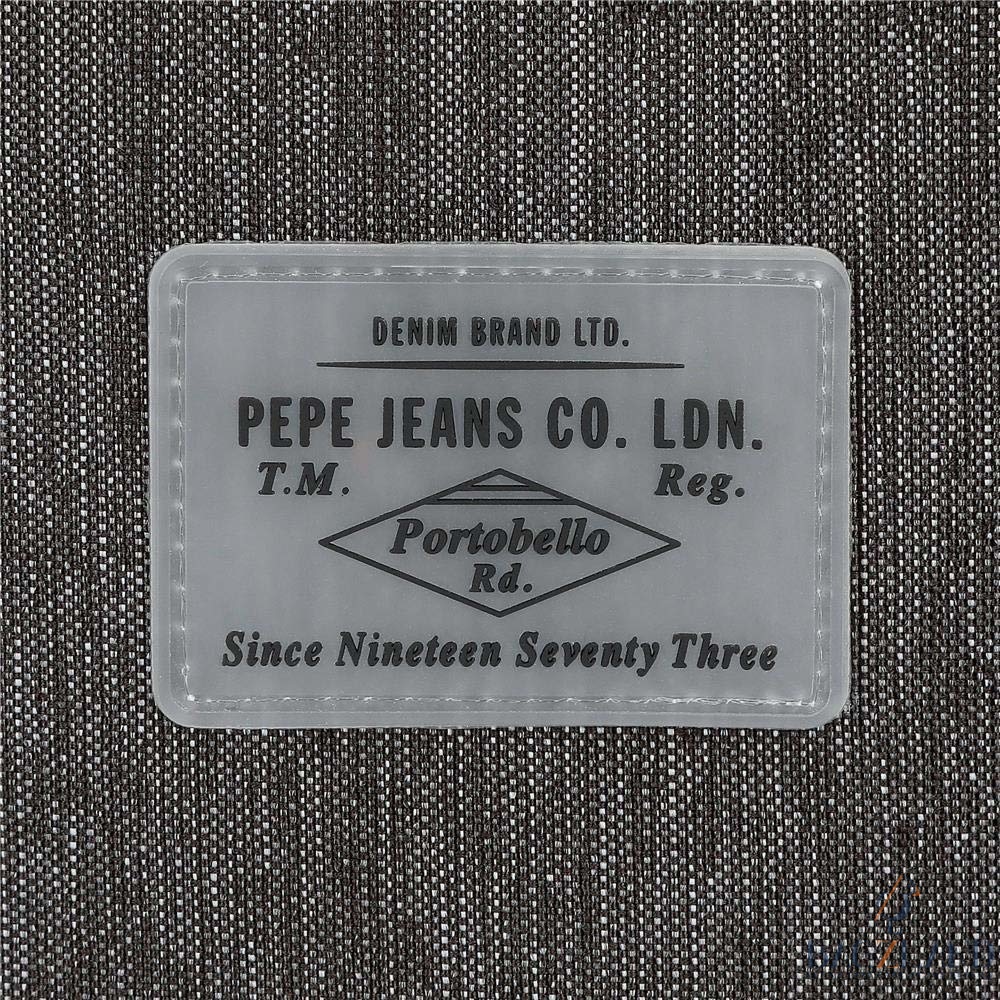 DENIM BRAND LTD.
PEPE JEANS CO. LDN.
T.M. Reg.
Portobello
Rd.
Since Nineteen Seventy Three